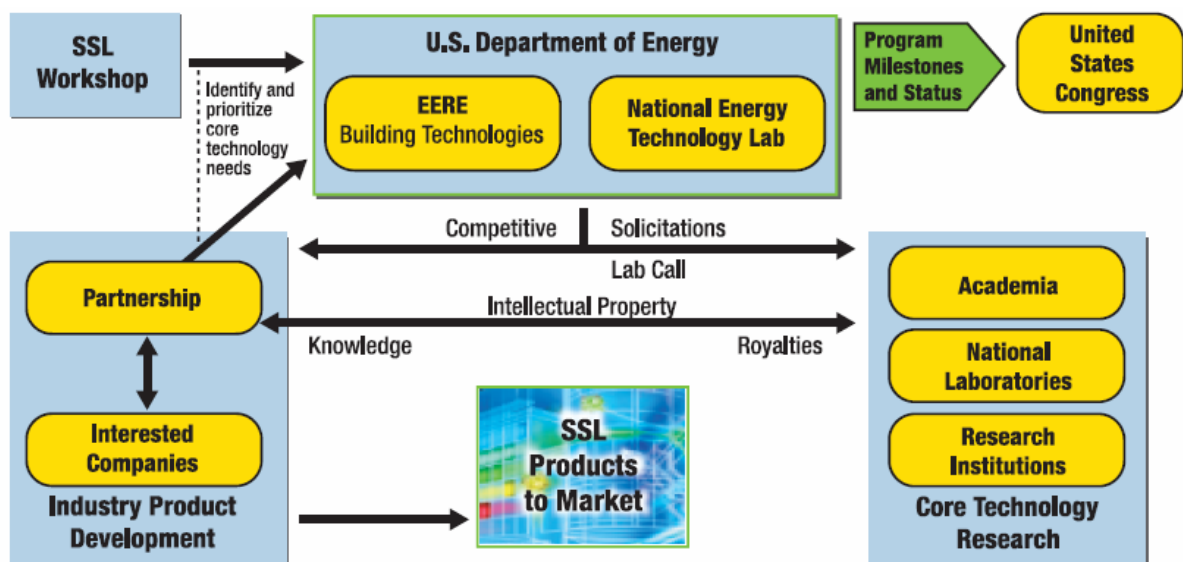 SSL
Workshop
Identify and
prioritize
core
technology
needs
U.S. Department of Energy
EERE
Building Technologies
National Energy
Technology Lab
Program
Milestones
and Status
United
States
Congress
Competitive
Solicitations
Lab Call
Partnership
Intellectual Property
Knowledge
Royalties
Interested
Companies
Industry Product
Development
SSL
Products
to Market
Academia
National
Laboratories
Research
Institutions
Core Technology
Research